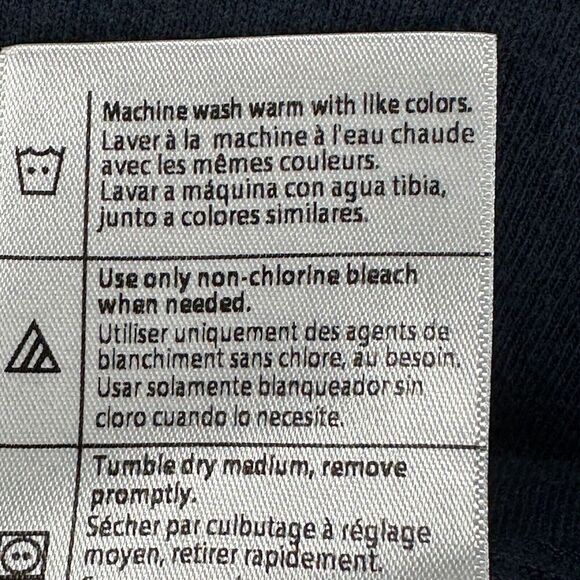 Machine wash warm with like colors.
Laver à la machine à l'eau chaude
avec les mêmes couleurs.
Lavar a máquina con agua tibia,
junto a colores similares.
Use only non-chlorine bleach
when needed.
Utiliser uniquement des agents de
blanchiment sans chlore, au besoin.
Usar solamente blanqueador sin
cloro cuando lo necesite.
Tumble dry medium, remove
promptly.
Sécher par culbutage à réglage
moyen, retirer rapidement.